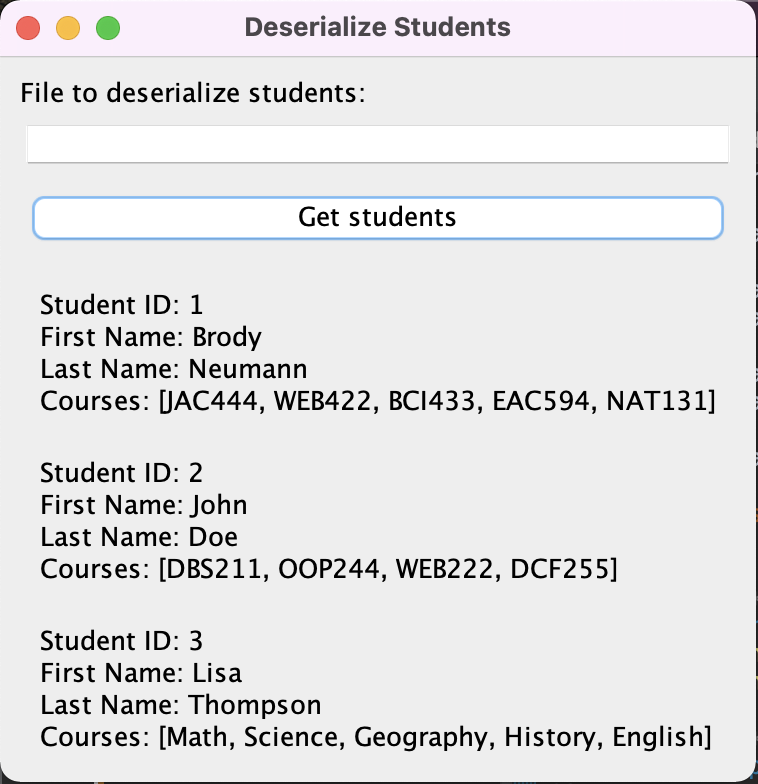 Deserialize Students
File to deserialize students:
Get students
Student ID: 1
First Name: Brody
Last Name: Neumann
Courses: [JAC444, WEB422, BCI433, EAC594, NAT131]
Student ID: 2
First Name: John
Last Name: Doe
Courses: [DBS211, OOP244, WEB222, DCF255]
Student ID: 3
First Name: Lisa
Last Name: Thompson
Courses: [Math, Science, Geography, History, English]